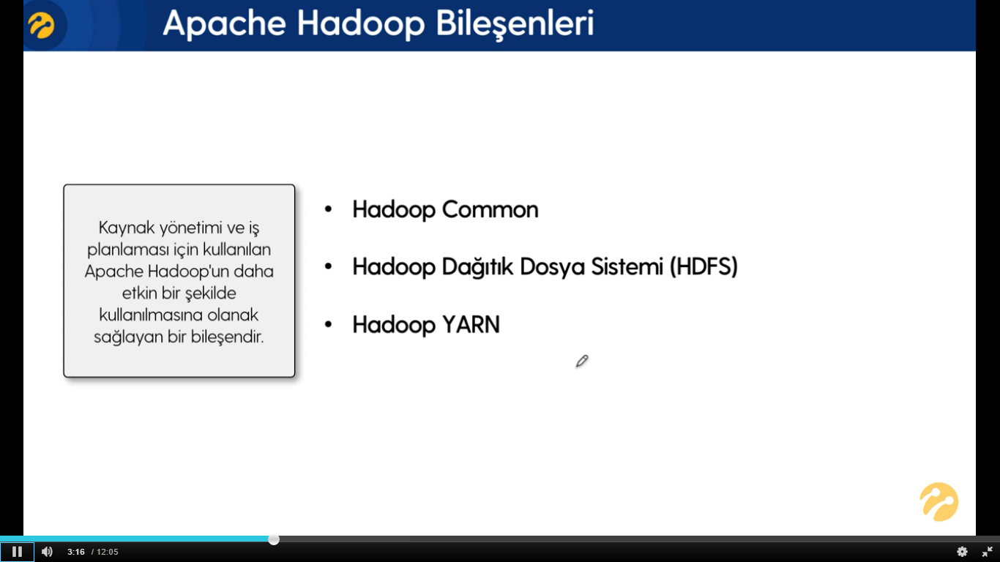 Apache Hadoop Bileşenleri
Kaynak yönetimi ve iş
planlaması için kullanılan
Apache Hadoop'un daha
etkin bir şekilde
kullanılmasına olanak
sağlayan bir bileşendir.
• Hadoop Common
• Hadoop Dağıtık Dosya Sistemi (HDFS)
• Hadoop YARN
3:16 / 12:05